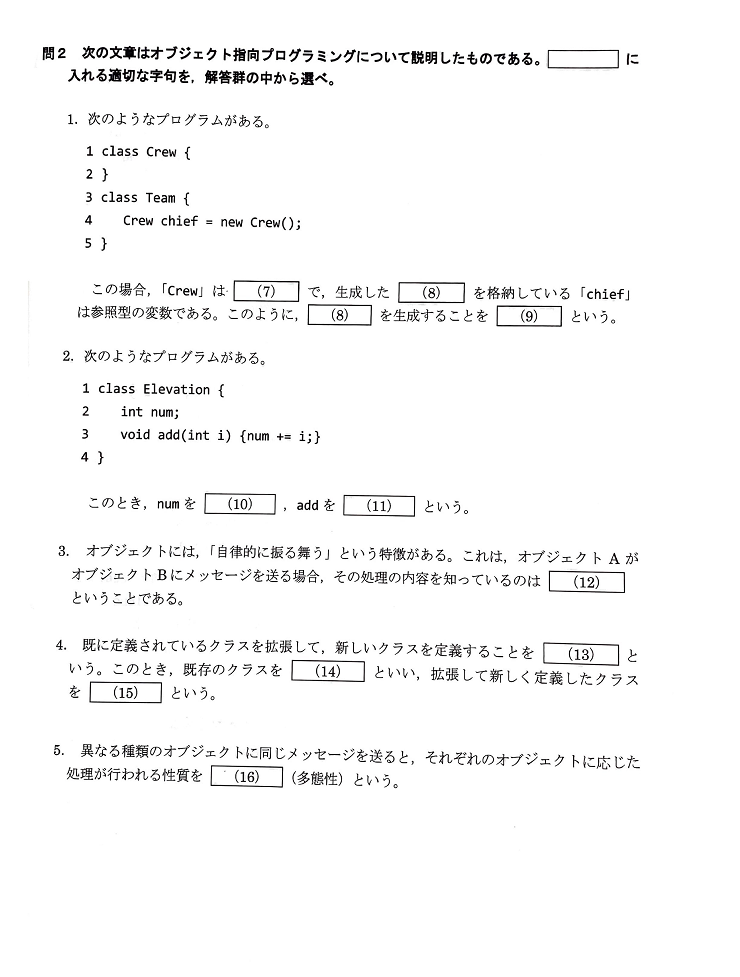 問2 次の文章はオブジェクト指向プログラミングについて説明したものである。 に
入れる適切な字句を，解答群の中から選べ。
1. 次のようなプログラムがある。
1 class Crew {
2 }
3 class Team {
4 Crew chief = new Crew();
5 }
この場合，「Crew」は (7) で，生成した (8) を格納している「chief」
は参照型の変数である。このように， (8) を生成することを (9) という。
2. 次のようなプログラムがある。
1 class Elevation {
2 int num;
3 void add(int i) {num += i;}
4 }
このとき，numを (10) ，addを (11) という。
3. オブジェクトには，「自律的に振る舞う」という特徴がある。これは，オブジェクト A が
オブジェクト B にメッセージを送る場合，その処理の内容を知っているのは (12)
ということである。
4. 既に定義されているクラスを拡張して，新しいクラスを定義することを (13) と
いう。このとき，既存のクラスを (14) といい，拡張して新しく定義したクラス
を (15) という。
5. 異なる種類のオブジェクトに同じメッセージを送ると，それぞれのオブジェクトに応じた
処理が行われる性質を (16) （多態性）という。